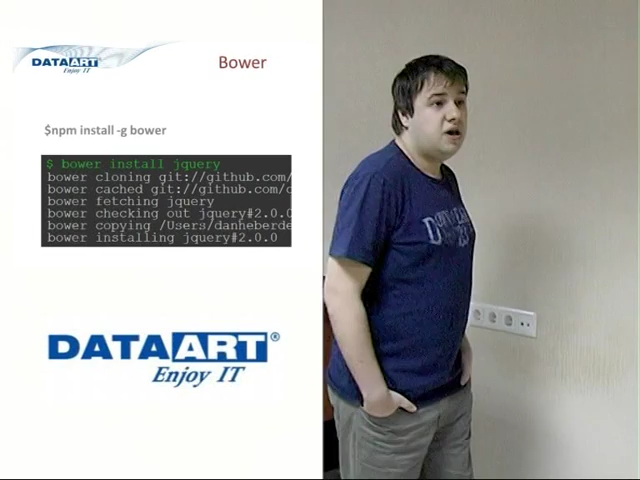 DATAART
Enjoy IT
Bower
$npm install -g bower
$ bower install jquery
bower cloning git://github.com/
bower cached git://github.com/
bower fetching jquery
bower checking out jquery#2.0.0
bower copying /Users/danheberde
bower installing jquery#2.0.0
DATAART®
Enjoy IT